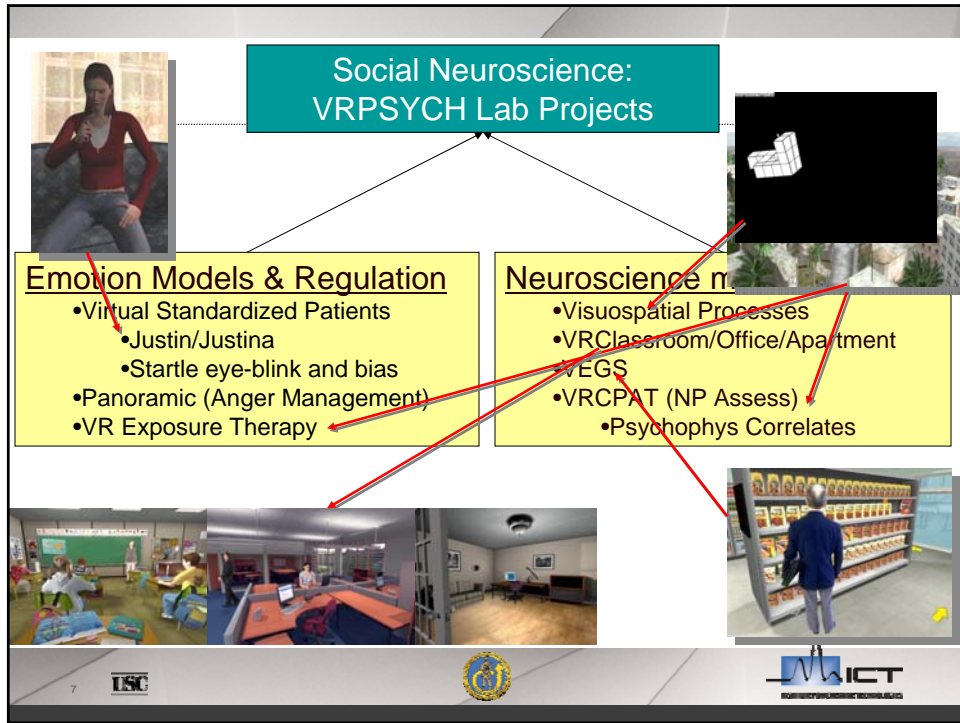 Social Neuroscience:
VRPSYCH Lab Projects
Emotion Models & Regulation
•Virtual Standardized Patients
•Justin/Justina
•Startle eye-blink and bias
•Panoramic (Anger Management)
•VR Exposure Therapy
Neuroscience m
•Visuospatial Processes
•VRClassroom/Office/Apartment
•VEGS
•VRCPAT (NP Assess)
•Psychophys Correlates
7
USC
ICT